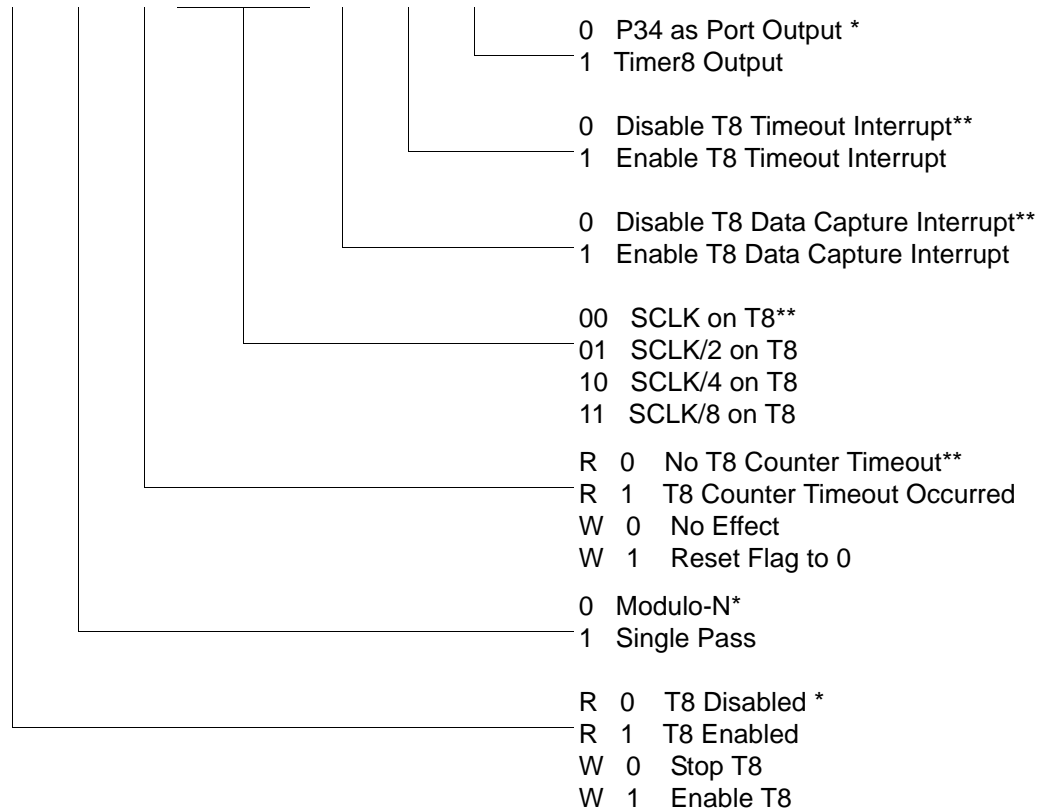 0 P34 as Port Output *
1 Timer8 Output
0 Disable T8 Timeout Interrupt**
1 Enable T8 Timeout Interrupt
0 Disable T8 Data Capture Interrupt**
1 Enable T8 Data Capture Interrupt
00 SCLK on T8**
01 SCLK/2 on T8
10 SCLK/4 on T8
11 SCLK/8 on T8
R 0 No T8 Counter Timeout**
R 1 T8 Counter Timeout Occurred
W 0 No Effect
W 1 Reset Flag to 0
0 Modulo-N*
1 Single Pass
R 0 T8 Disabled *
R 1 T8 Enabled
W 0 Stop T8
W 1 Enable T8